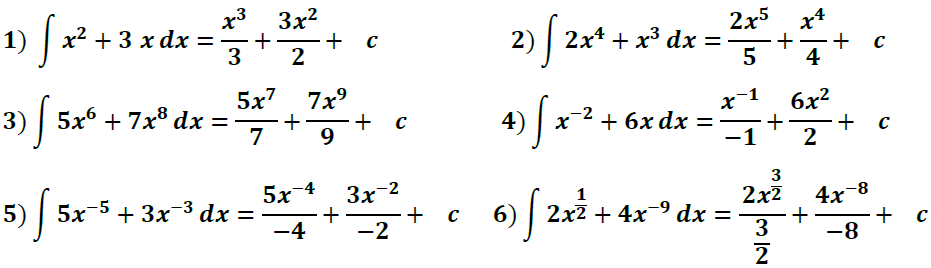 1) ∫ x² + 3 x dx = x³/3 + 3x²/2 + c
2) ∫ 2x⁴ + x³ dx = 2x⁵/5 + x⁴/4 + c
3) ∫ 5x⁶ + 7x⁸ dx = 5x⁷/7 + 7x⁹/9 + c
4) ∫ x⁻² + 6x dx = x⁻¹/−1 + 6x²/2 + c
5) ∫ 5x⁻⁵ + 3x⁻³ dx = 5x⁻⁴/−4 + 3x⁻²/−2 + c
6) ∫ 2x^(1/2) + 4x⁻⁹ dx = 2x^(3/2)/(3/2) + 4x⁻⁸/−8 + c